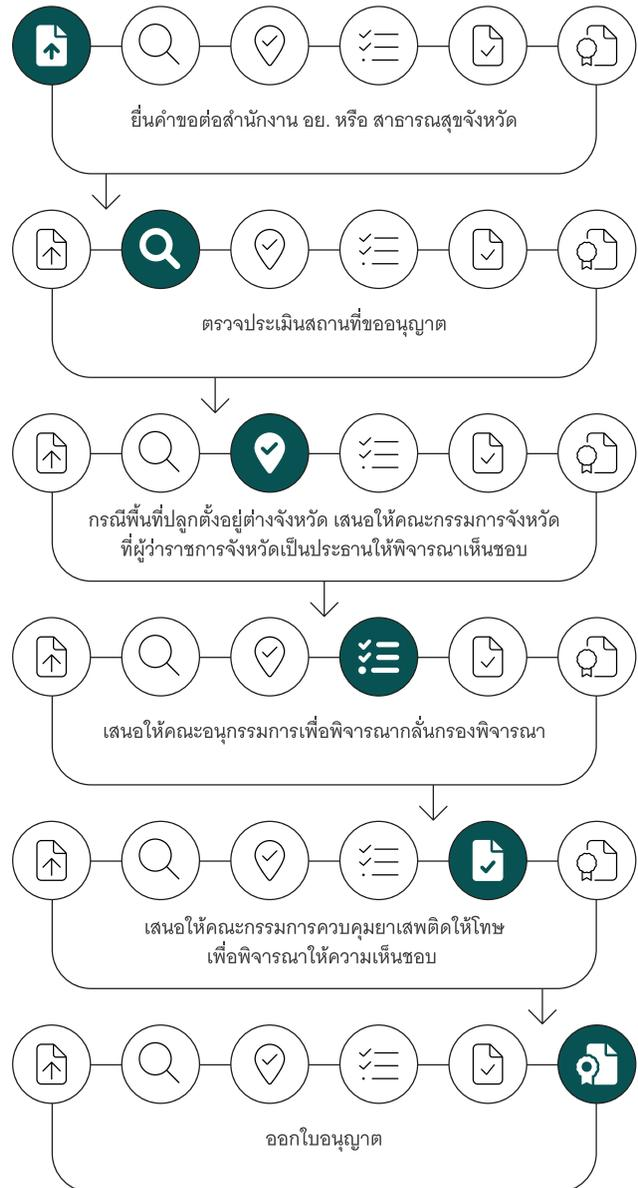 ยื่นคำขอต่อสำนักงาน อย. หรือ สาธารณสุขจังหวัด
ตรวจประเมินสถานที่ขออนุญาต
กรณีพื้นที่ปลูกตั้งอยู่ต่างจังหวัด เสนอให้คณะกรรมการจังหวัด
ที่ผู้ว่าราชการจังหวัดเป็นประธานให้พิจารณาเห็นชอบ
เสนอให้คณะอนุกรรมการเพื่อพิจารณากลั่นกรองพิจารณา
เสนอให้คณะกรรมการควบคุมยาเสพติดให้โทษ
เพื่อพิจารณาให้ความเห็นชอบ
ออกใบอนุญาต